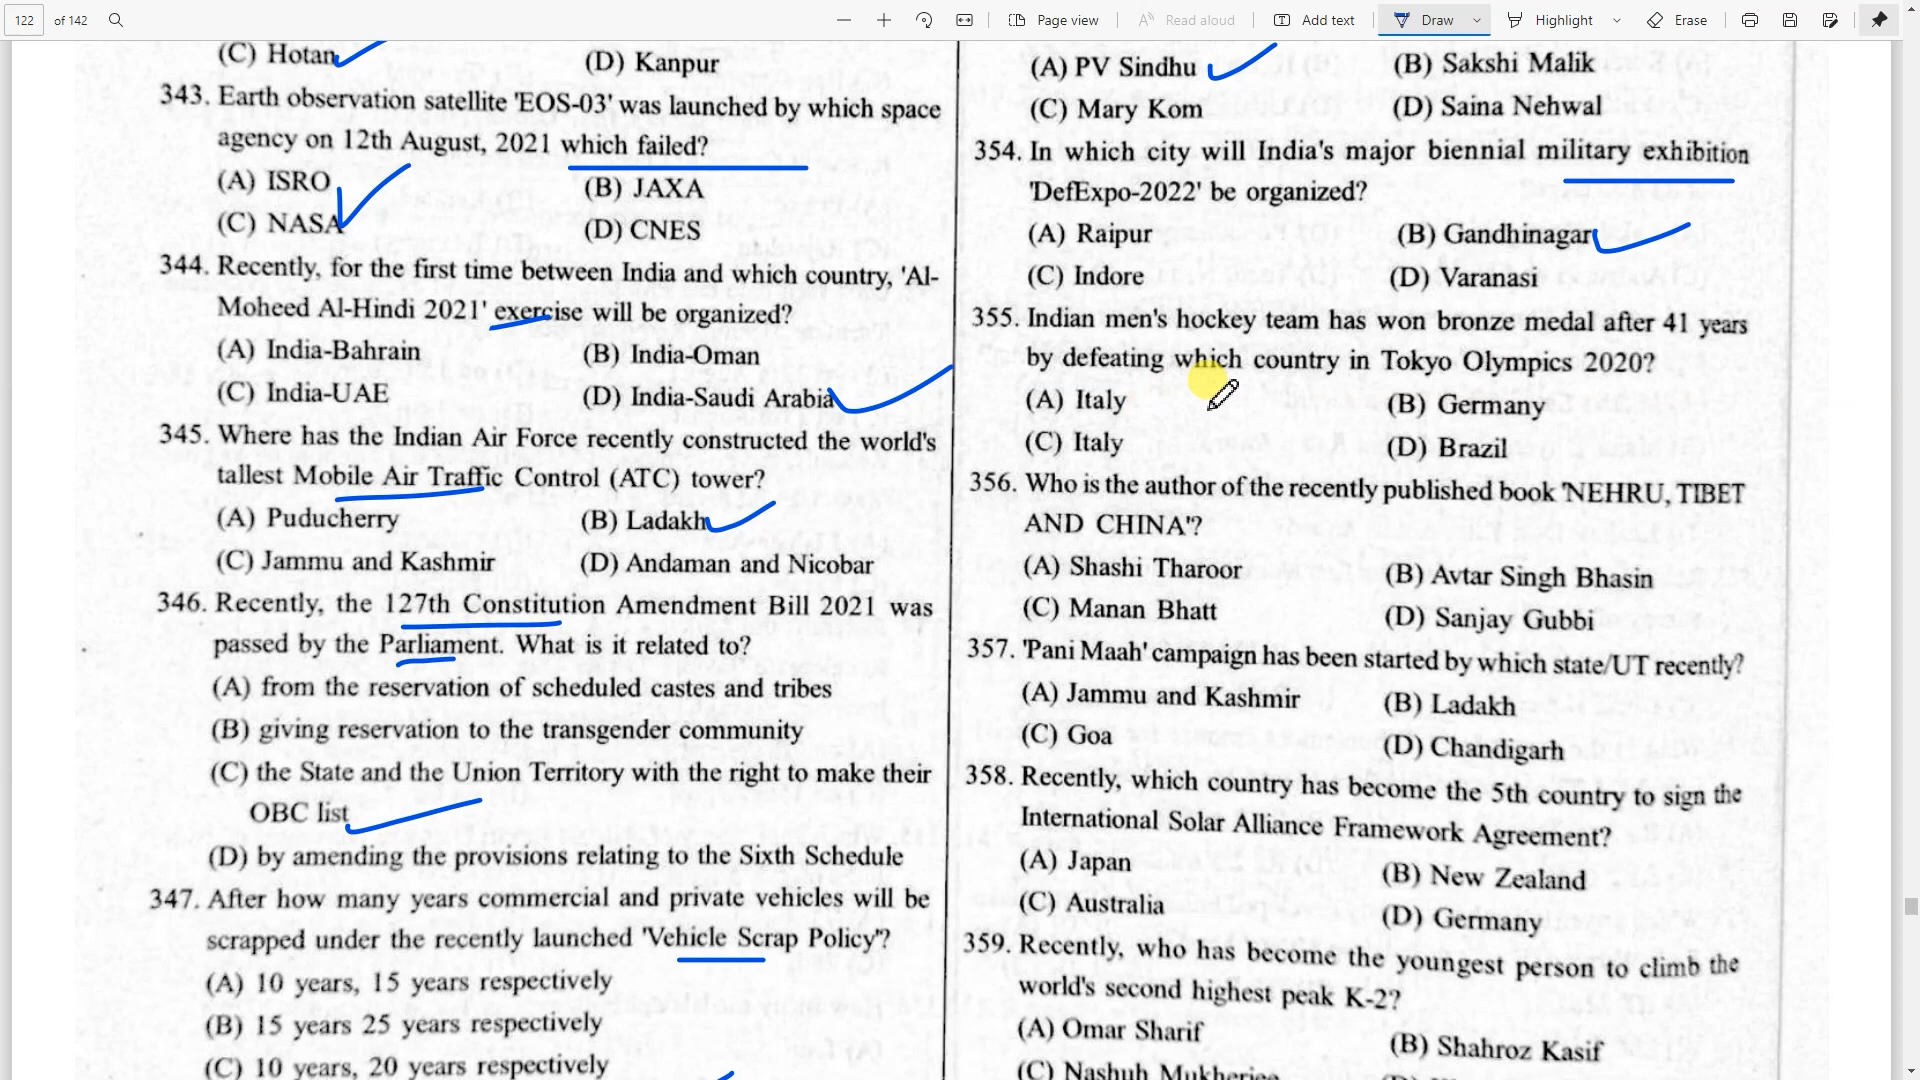 122 of 142 Page view Read aloud Add text Draw Highlight Erase
(C) Hotan (D) Kanpur
343. Earth observation satellite 'EOS-03' was launched by which space
agency on 12th August, 2021 which failed?
(A) ISRO (B) JAXA
(C) NASA (D) CNES
344. Recently, for the first time between India and which country, 'Al-
Moheed Al-Hindi 2021' exercise will be organized?
(A) India-Bahrain (B) India-Oman
(C) India-UAE (D) India-Saudi Arabia
345. Where has the Indian Air Force recently constructed the world's
tallest Mobile Air Traffic Control (ATC) tower?
(A) Puducherry (B) Ladakh
(C) Jammu and Kashmir (D) Andaman and Nicobar
346. Recently, the 127th Constitution Amendment Bill 2021 was
passed by the Parliament. What is it related to?
(A) from the reservation of scheduled castes and tribes
(B) giving reservation to the transgender community
(C) the State and the Union Territory with the right to make their
OBC list
(D) by amending the provisions relating to the Sixth Schedule
347. After how many years commercial and private vehicles will be
scrapped under the recently launched 'Vehicle Scrap Policy'?
(A) 10 years, 15 years respectively
(B) 15 years 25 years respectively
(C) 10 years, 20 years respectively
(A) PV Sindhu (B) Sakshi Malik
(C) Mary Kom (D) Saina Nehwal
354. In which city will India's major biennial military exhibition
'DefExpo-2022' be organized?
(A) Raipur (B) Gandhinagar
(C) Indore (D) Varanasi
355. Indian men's hockey team has won bronze medal after 41 years
by defeating which country in Tokyo Olympics 2020?
(A) Italy (B) Germany
(C) Italy (D) Brazil
356. Who is the author of the recently published book 'NEHRU, TIBET
AND CHINA'?
(A) Shashi Tharoor (B) Avtar Singh Bhasin
(C) Manan Bhatt (D) Sanjay Gubbi
357. 'Pani Maah' campaign has been started by which state/UT recently?
(A) Jammu and Kashmir (B) Ladakh
(C) Goa (D) Chandigarh
358. Recently, which country has become the 5th country to sign the
International Solar Alliance Framework Agreement?
(A) Japan (B) New Zealand
(C) Australia (D) Germany
359. Recently, who has become the youngest person to climb the
world's second highest peak K-2?
(A) Omar Sharif (B) Shahroz Kasif
(C) Nashuh Mukherjee